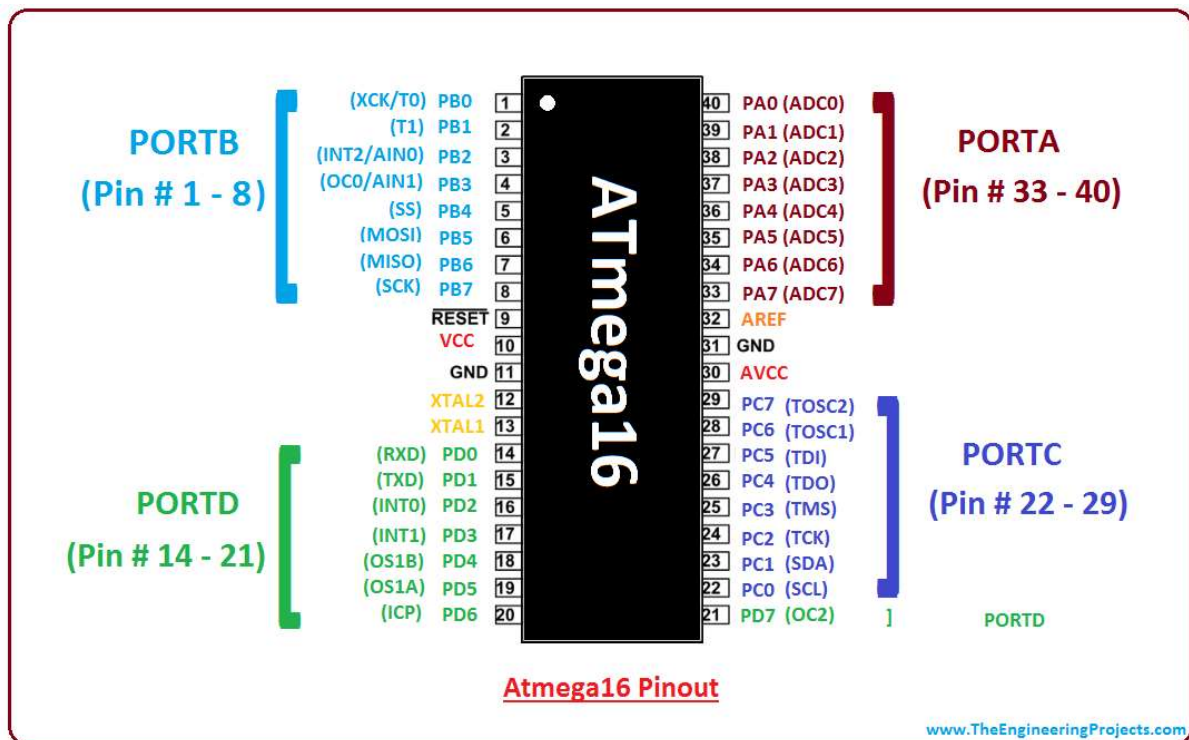 (XCK/T0) PB0 1
(T1) PB1 2
(INT2/AIN0) PB2 3
(OC0/AIN1) PB3 4
(SS) PB4 5
(MOSI) PB5 6
(MISO) PB6 7
(SCK) PB7 8
PORTB
(Pin # 1 - 8)
RESET 9
VCC 10
GND 11
XTAL2 12
XTAL1 13
(RXD) PD0 14
(TXD) PD1 15
(INT0) PD2 16
(INT1) PD3 17
(OS1B) PD4 18
(OS1A) PD5 19
(ICP) PD6 20
PORTD
(Pin # 14 - 21)
ATmega16
40 PA0 (ADC0)
39 PA1 (ADC1)
38 PA2 (ADC2)
37 PA3 (ADC3)
36 PA4 (ADC4)
35 PA5 (ADC5)
34 PA6 (ADC6)
33 PA7 (ADC7)
PORTA
(Pin # 33 - 40)
32 AREF
31 GND
30 AVCC
29 PC7 (TOSC2)
28 PC6 (TOSC1)
27 PC5 (TDI)
26 PC4 (TDO)
25 PC3 (TMS)
24 PC2 (TCK)
23 PC1 (SDA)
22 PC0 (SCL)
PORTC
(Pin # 22 - 29)
21 PD7 (OC2) ] PORTD
Atmega16 Pinout
www.TheEngineeringProjects.com